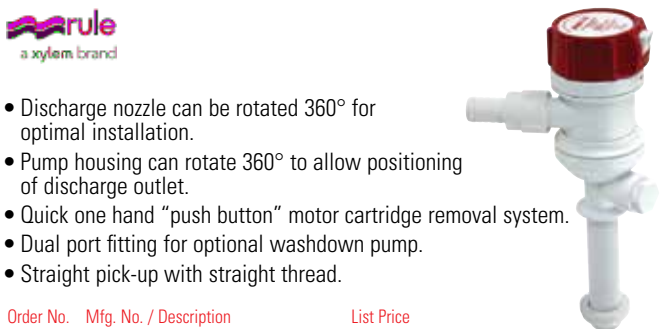 rule
a xylem brand
• Discharge nozzle can be rotated 360° for
optimal installation.
• Pump housing can rotate 360° to allow positioning
of discharge outlet.
• Quick one hand “push button” motor cartridge removal system.
• Dual port fitting for optional washdown pump.
• Straight pick-up with straight thread.
Order No. Mfg. No. / Description List Price